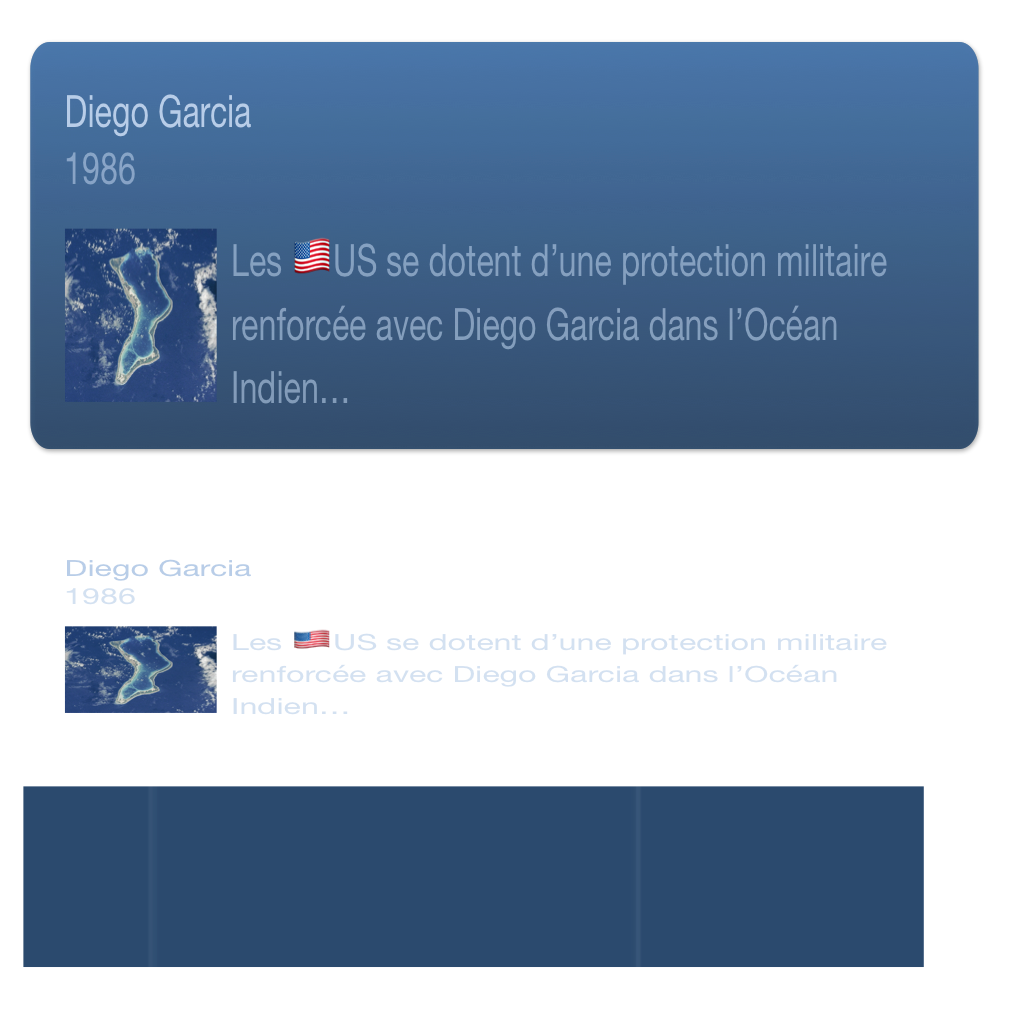 Diego Garcia
1986
Les 🇺🇸US se dotent d’une protection militaire
renforcée avec Diego Garcia dans l’Océan
Indien…
Diego Garcia
1986
Les 🇺🇸US se dotent d’une protection militaire
renforcée avec Diego Garcia dans l’Océan
Indien…